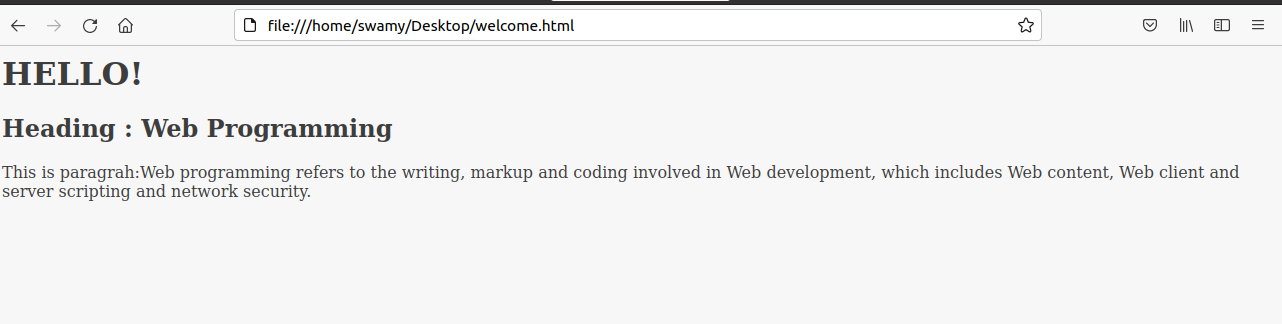 file:///home/swamy/Desktop/welcome.html
HELLO!
Heading : Web Programming
This is paragrah:Web programming refers to the writing, markup and coding involved in Web development, which includes Web content, Web client and
server scripting and network security.